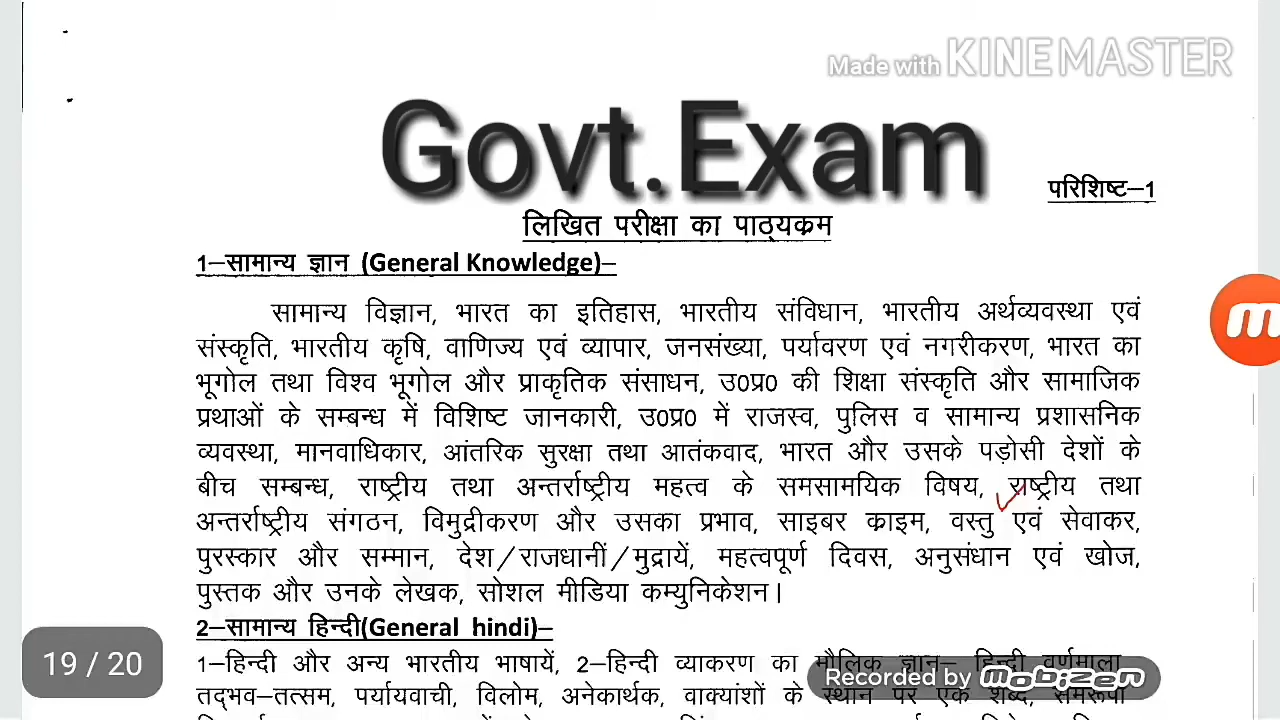 Made with KINEMASTER
Govt.Exam
परिशिष्ट–1
लिखित परीक्षा का पाठ्यक्रम
1–सामान्य ज्ञान (General Knowledge)–
सामान्य विज्ञान, भारत का इतिहास, भारतीय संविधान, भारतीय अर्थव्यवस्था एवं
संस्कृति, भारतीय कृषि, वाणिज्य एवं व्यापार, जनसंख्या, पर्यावरण एवं नगरीकरण, भारत का
भूगोल तथा विश्व भूगोल और प्राकृतिक संसाधन, उ0प्र0 की शिक्षा संस्कृति और सामाजिक
प्रथाओं के सम्बन्ध में विशिष्ट जानकारी, उ0प्र0 में राजस्व, पुलिस व सामान्य प्रशासनिक
व्यवस्था, मानवाधिकार, आंतरिक सुरक्षा तथा आतंकवाद, भारत और उसके पड़ोसी देशों के
बीच सम्बन्ध, राष्ट्रीय तथा अन्तर्राष्ट्रीय महत्व के समसामयिक विषय, राष्ट्रीय तथा
अन्तर्राष्ट्रीय संगठन, विमुद्रीकरण और उसका प्रभाव, साइबर क्राइम, वस्तु एवं सेवाकर,
पुरस्कार और सम्मान, देश/राजधानीं/मुद्रायें, महत्वपूर्ण दिवस, अनुसंधान एवं खोज,
पुस्तक और उनके लेखक, सोशल मीडिया कम्युनिकेशन।
2–सामान्य हिन्दी(General hindi)–
1–हिन्दी और अन्य भारतीय भाषायें, 2–हिन्दी व्याकरण का मौलिक ज्ञान– हिन्दी वर्णमाला
तद्भव–तत्सम, पर्यायवाची, विलोम, अनेकार्थक, वाक्यांशों के स्थान पर एक शब्द, समरूपी
19 / 20
Recorded by mobizen